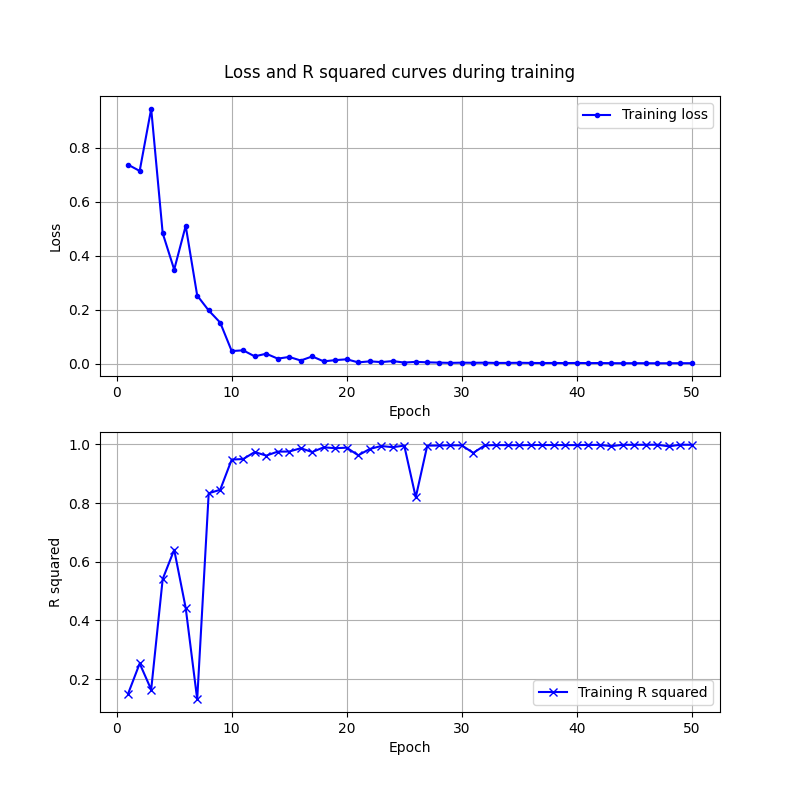 Loss and R squared curves during training
Training loss
Loss
0.8
0.6
0.4
0.2
0.0
0 10 20 30 40 50
Epoch
R squared
1.0
0.8
0.6
0.4
0.2
Training R squared
0 10 20 30 40 50
Epoch